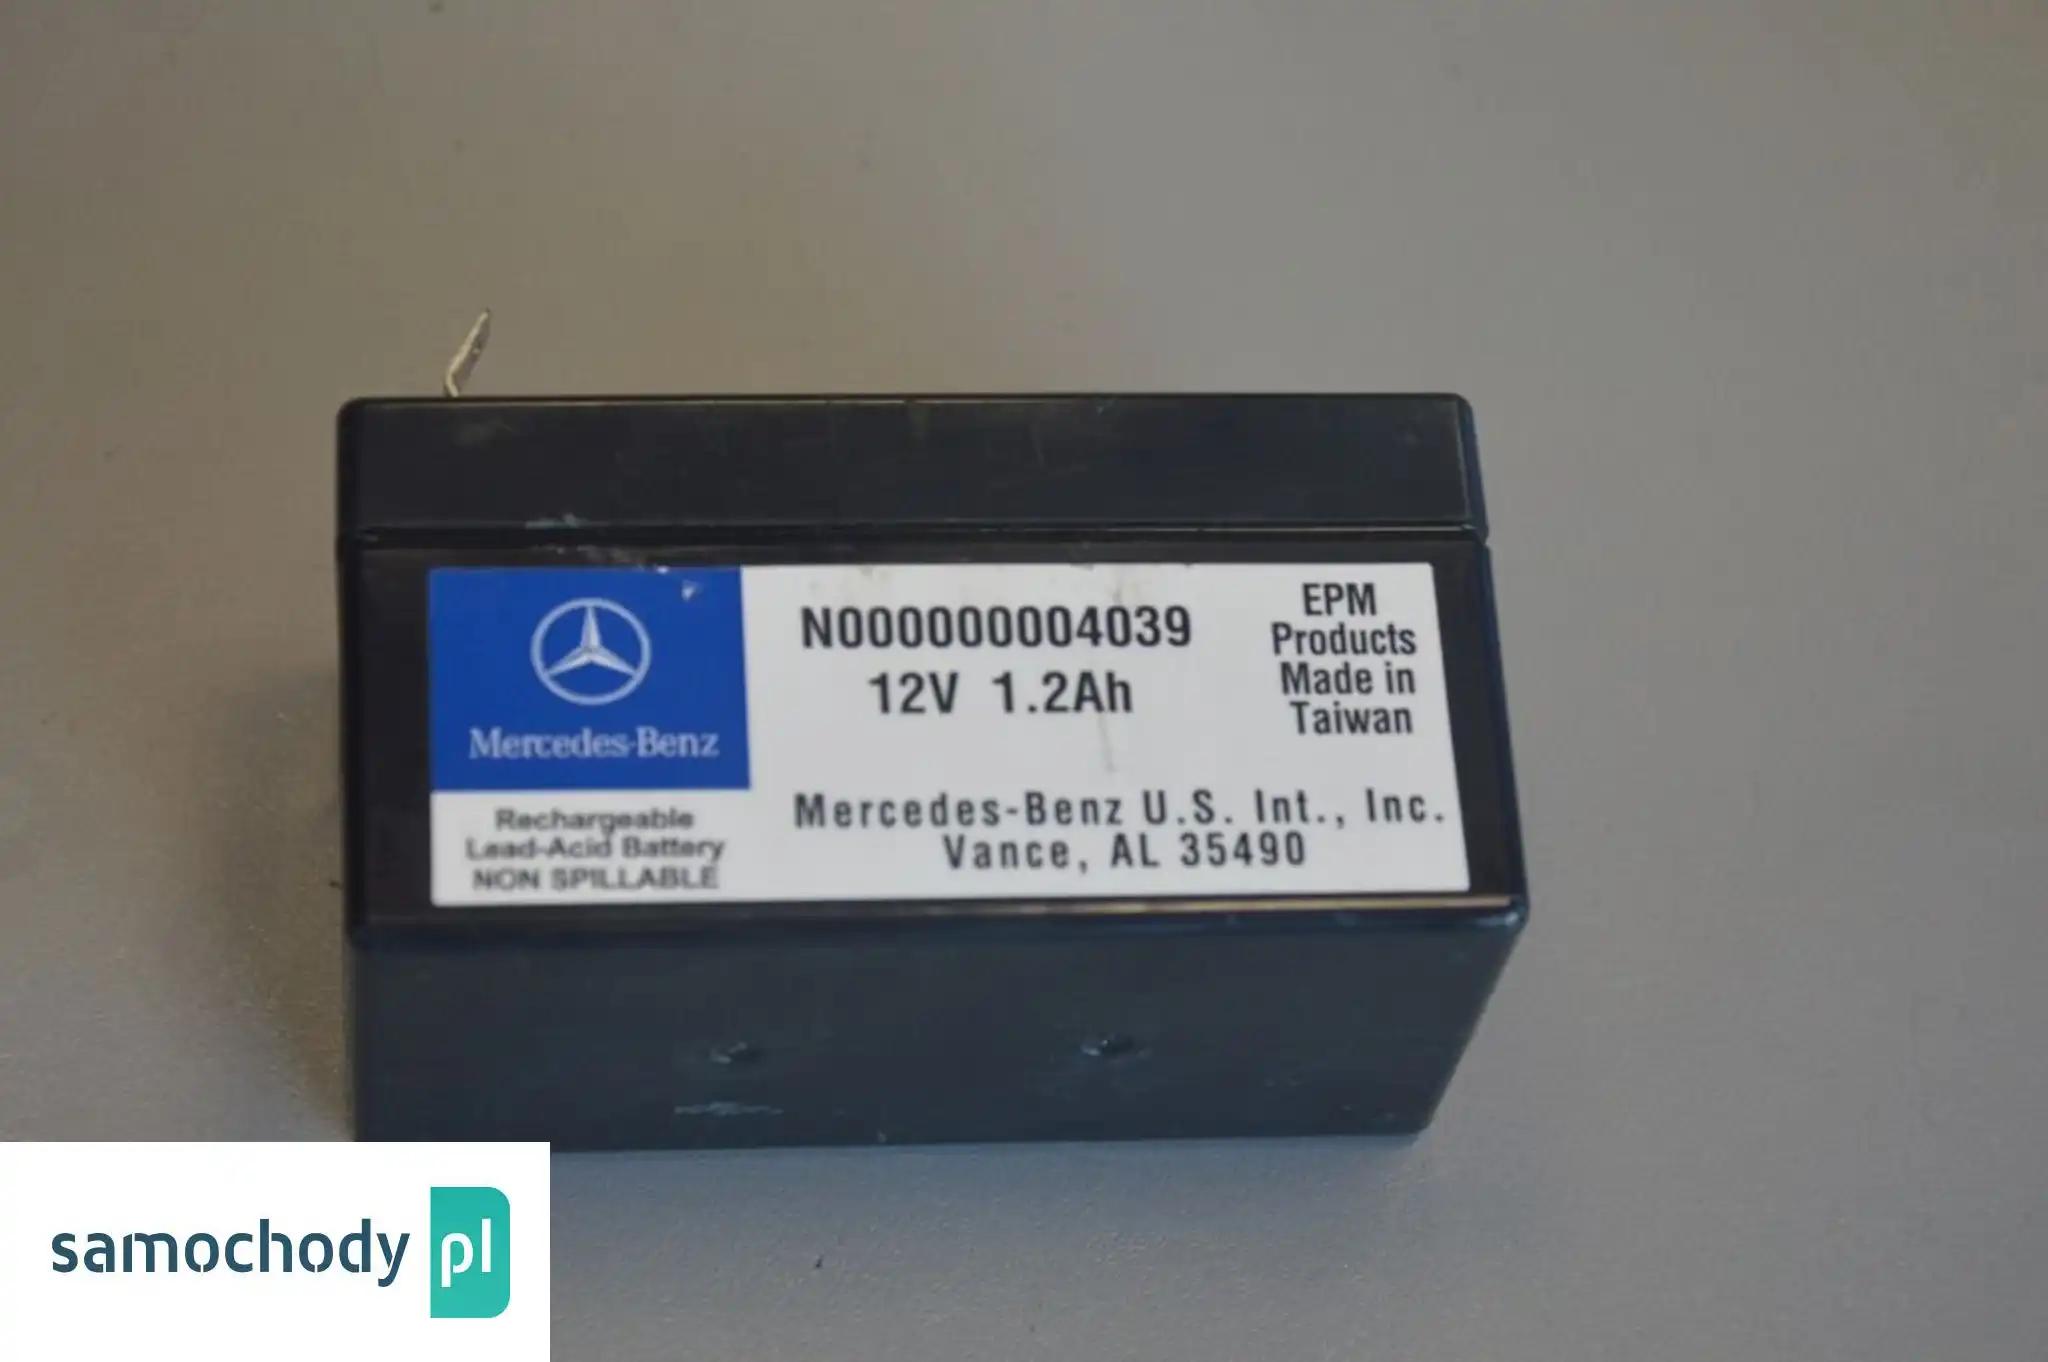 Mercedes-Benz
Rechargeable
Lead-Acid Battery
NON SPILLABLE
N000000004039
12V 1.2Ah
EPM
Products
Made in
Taiwan
Mercedes-Benz U.S. Int., Inc.
Vance, AL 35490
samochody pl